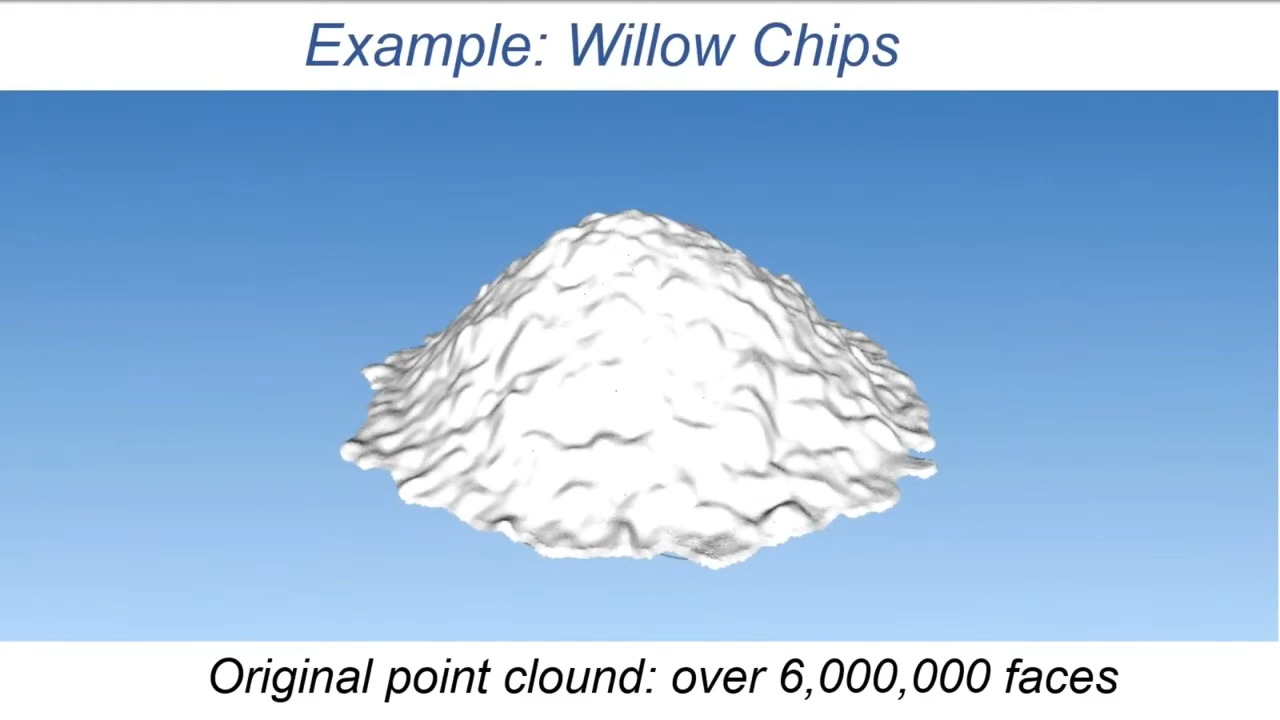 Example: Willow Chips
Original point clound: over 6,000,000 faces